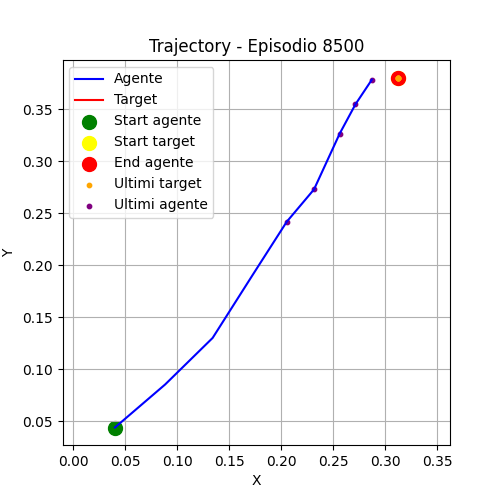 Trajectory - Episodio 8500
Agente
Target
Start agente
Start target
End agente
Ultimi target
Ultimi agente
Y
0.35
0.30
0.25
0.20
0.15
0.10
0.05
0.00 0.05 0.10 0.15 0.20 0.25 0.30 0.35
X